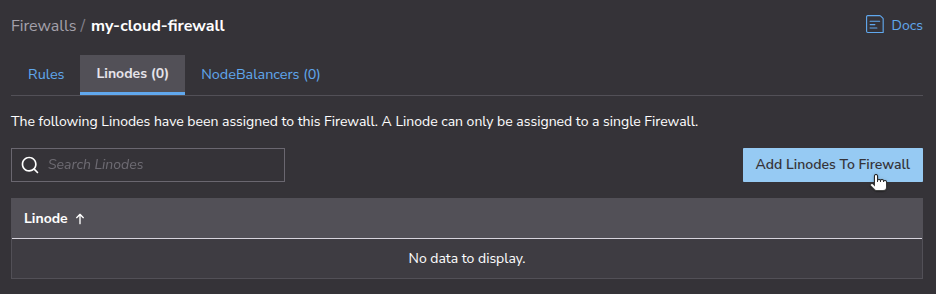 Firewalls / my-cloud-firewall
Docs
Rules
Linodes (0)
NodeBalancers (0)
The following Linodes have been assigned to this Firewall. A Linode can only be assigned to a single Firewall.
Search Linodes
Add Linodes To Firewall
Linode ↑
No data to display.